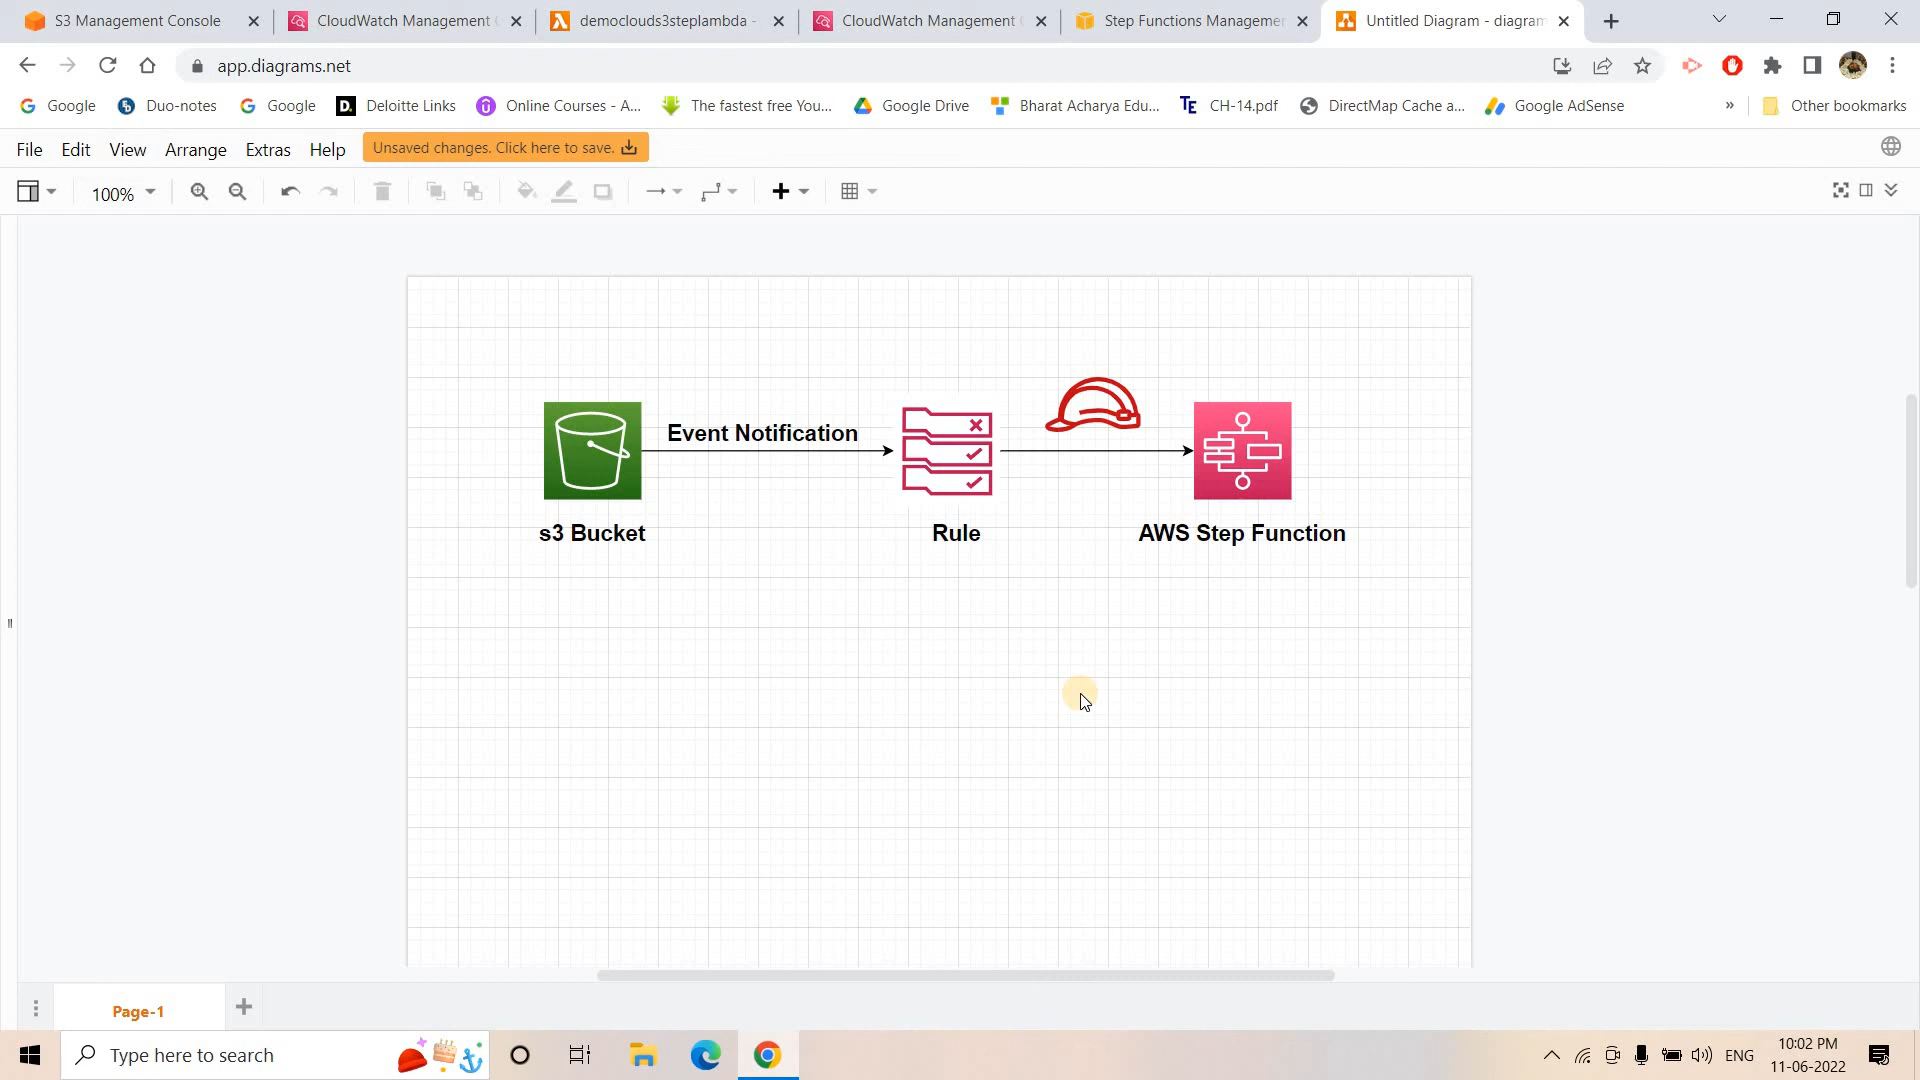 S3 Management Console
CloudWatch Management C
democlouds3steplambda -
CloudWatch Management C
Step Functions Managemen
Untitled Diagram - diagram
app.diagrams.net
Google
Duo-notes
Google
D. Deloitte Links
Online Courses - A...
The fastest free You...
Google Drive
Bharat Acharya Edu...
TE CH-14.pdf
DirectMap Cache a...
Google AdSense
»
Other bookmarks
File Edit View Arrange Extras Help
Unsaved changes. Click here to save.
100%
Event Notification
s3 Bucket
Rule
AWS Step Function
Page-1
Type here to search
ENG
10:02 PM
11-06-2022